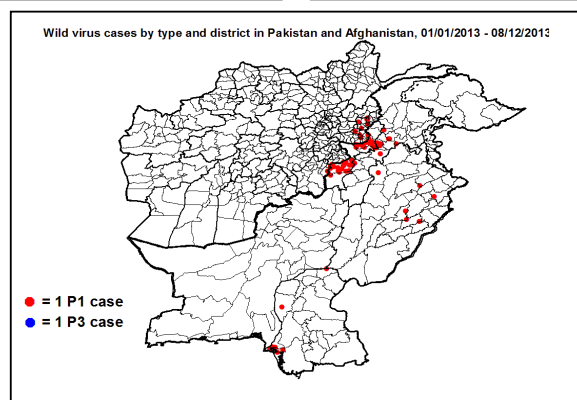 Wild virus cases by type and district in Pakistan and Afghanistan, 01/01/2013 - 08/12/2013
= 1 P1 case
= 1 P3 case